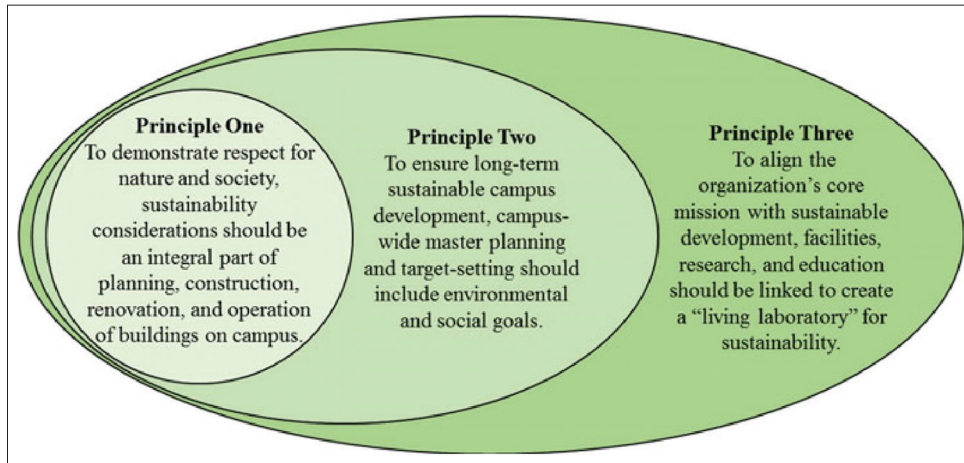 Principle One
To demonstrate respect for
nature and society,
sustainability
considerations should be
an integral part of
planning, construction,
renovation, and operation
of buildings on campus.
Principle Two
To ensure long-term
sustainable campus
development, campus-
wide master planning
and target-setting should
include environmental
and social goals.
Principle Three
To align the
organization’s core
mission with sustainable
development, facilities,
research, and education
should be linked to create
a “living laboratory” for
sustainability.